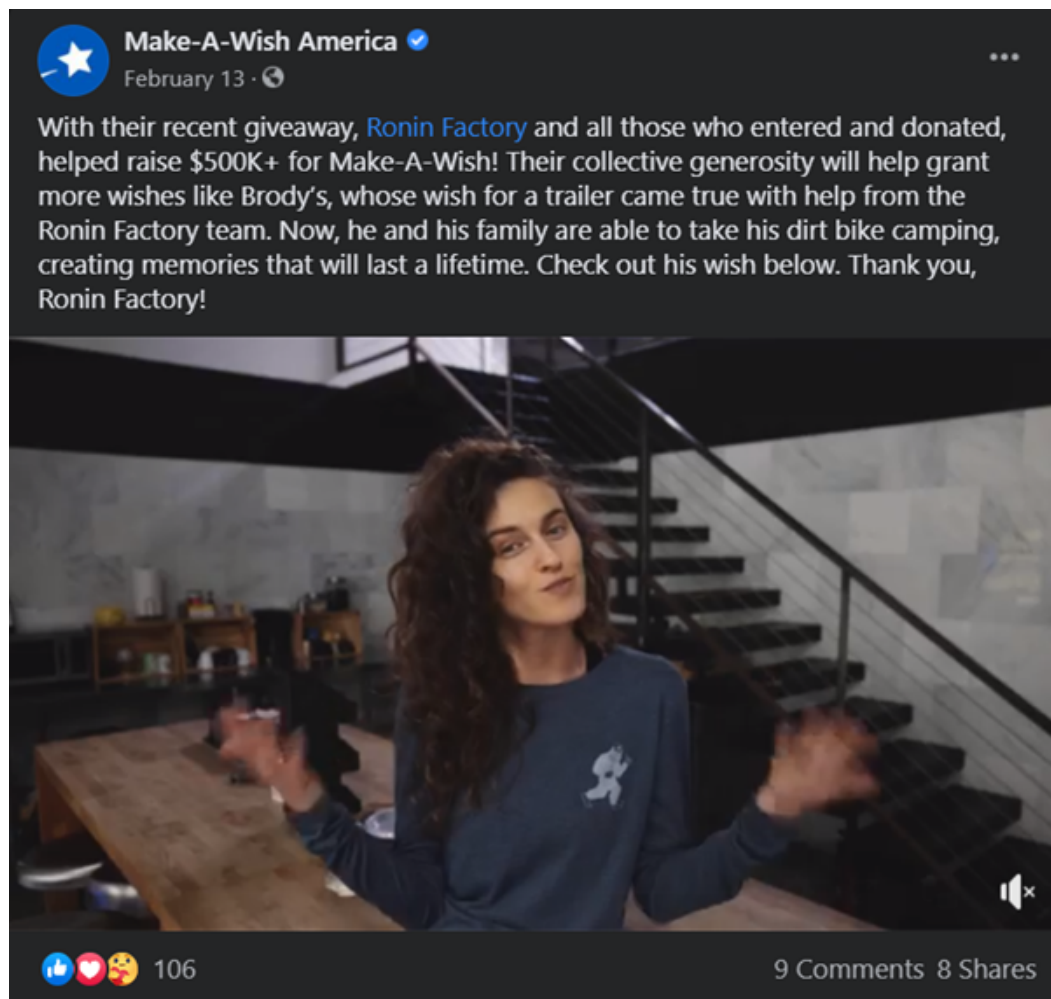 Make-A-Wish America
February 13 ·
With their recent giveaway, Ronin Factory and all those who entered and donated,
helped raise $500K+ for Make-A-Wish! Their collective generosity will help grant
more wishes like Brody's, whose wish for a trailer came true with help from the
Ronin Factory team. Now, he and his family are able to take his dirt bike camping,
creating memories that will last a lifetime. Check out his wish below. Thank you,
Ronin Factory!
106
9 Comments 8 Shares